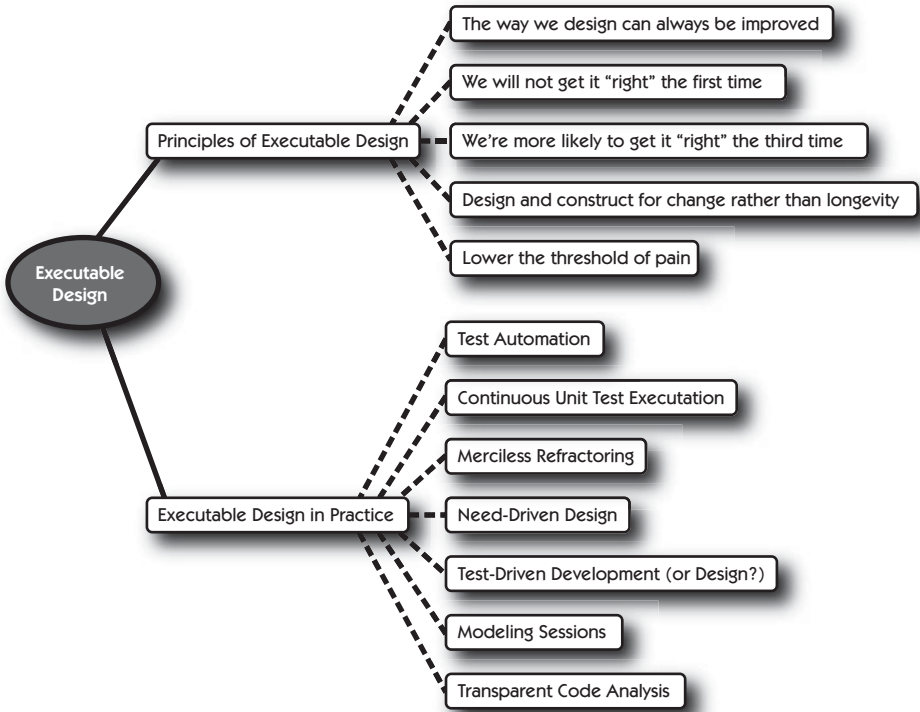 The way we design can always be improved
We will not get it “right” the first time
Principles of Executable Design
We’re more likely to get it “right” the third time
Design and construct for change rather than longevity
Lower the threshold of pain
Executable
Design
Test Automation
Continuous Unit Test Executation
Merciless Refractoring
Executable Design in Practice
Need-Driven Design
Test-Driven Development (or Design?)
Modeling Sessions
Transparent Code Analysis